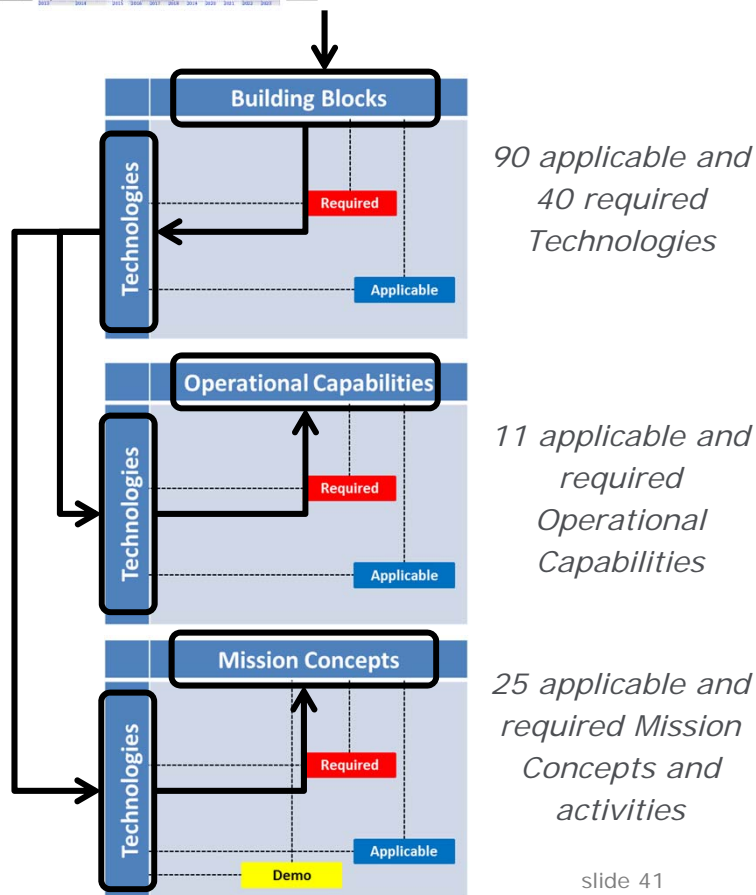 Building Blocks
Technologies
Required
Applicable
90 applicable and
40 required
Technologies
Operational Capabilities
Technologies
Required
Applicable
11 applicable and
required
Operational
Capabilities
Mission Concepts
Technologies
Required
Applicable
Demo
25 applicable and
required Mission
Concepts and
activities
slide 41